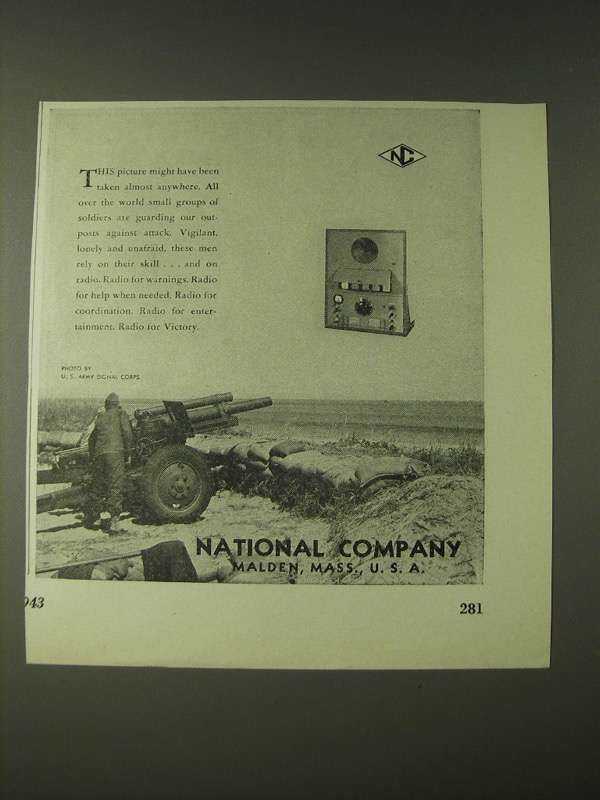 NC
THIS picture might have been
taken almost anywhere. All
over the world small groups of
soldiers are guarding our out-
posts against attack. Vigilant,
lonely and unafraid, these men
rely on their skill . . . and on
radio. Radio for warnings. Radio
for help when needed. Radio for
coordination. Radio for enter-
tainment. Radio for Victory.
PHOTO BY
U. S. ARMY SIGNAL CORPS
NATIONAL COMPANY
MALDEN, MASS., U. S. A.
943
281